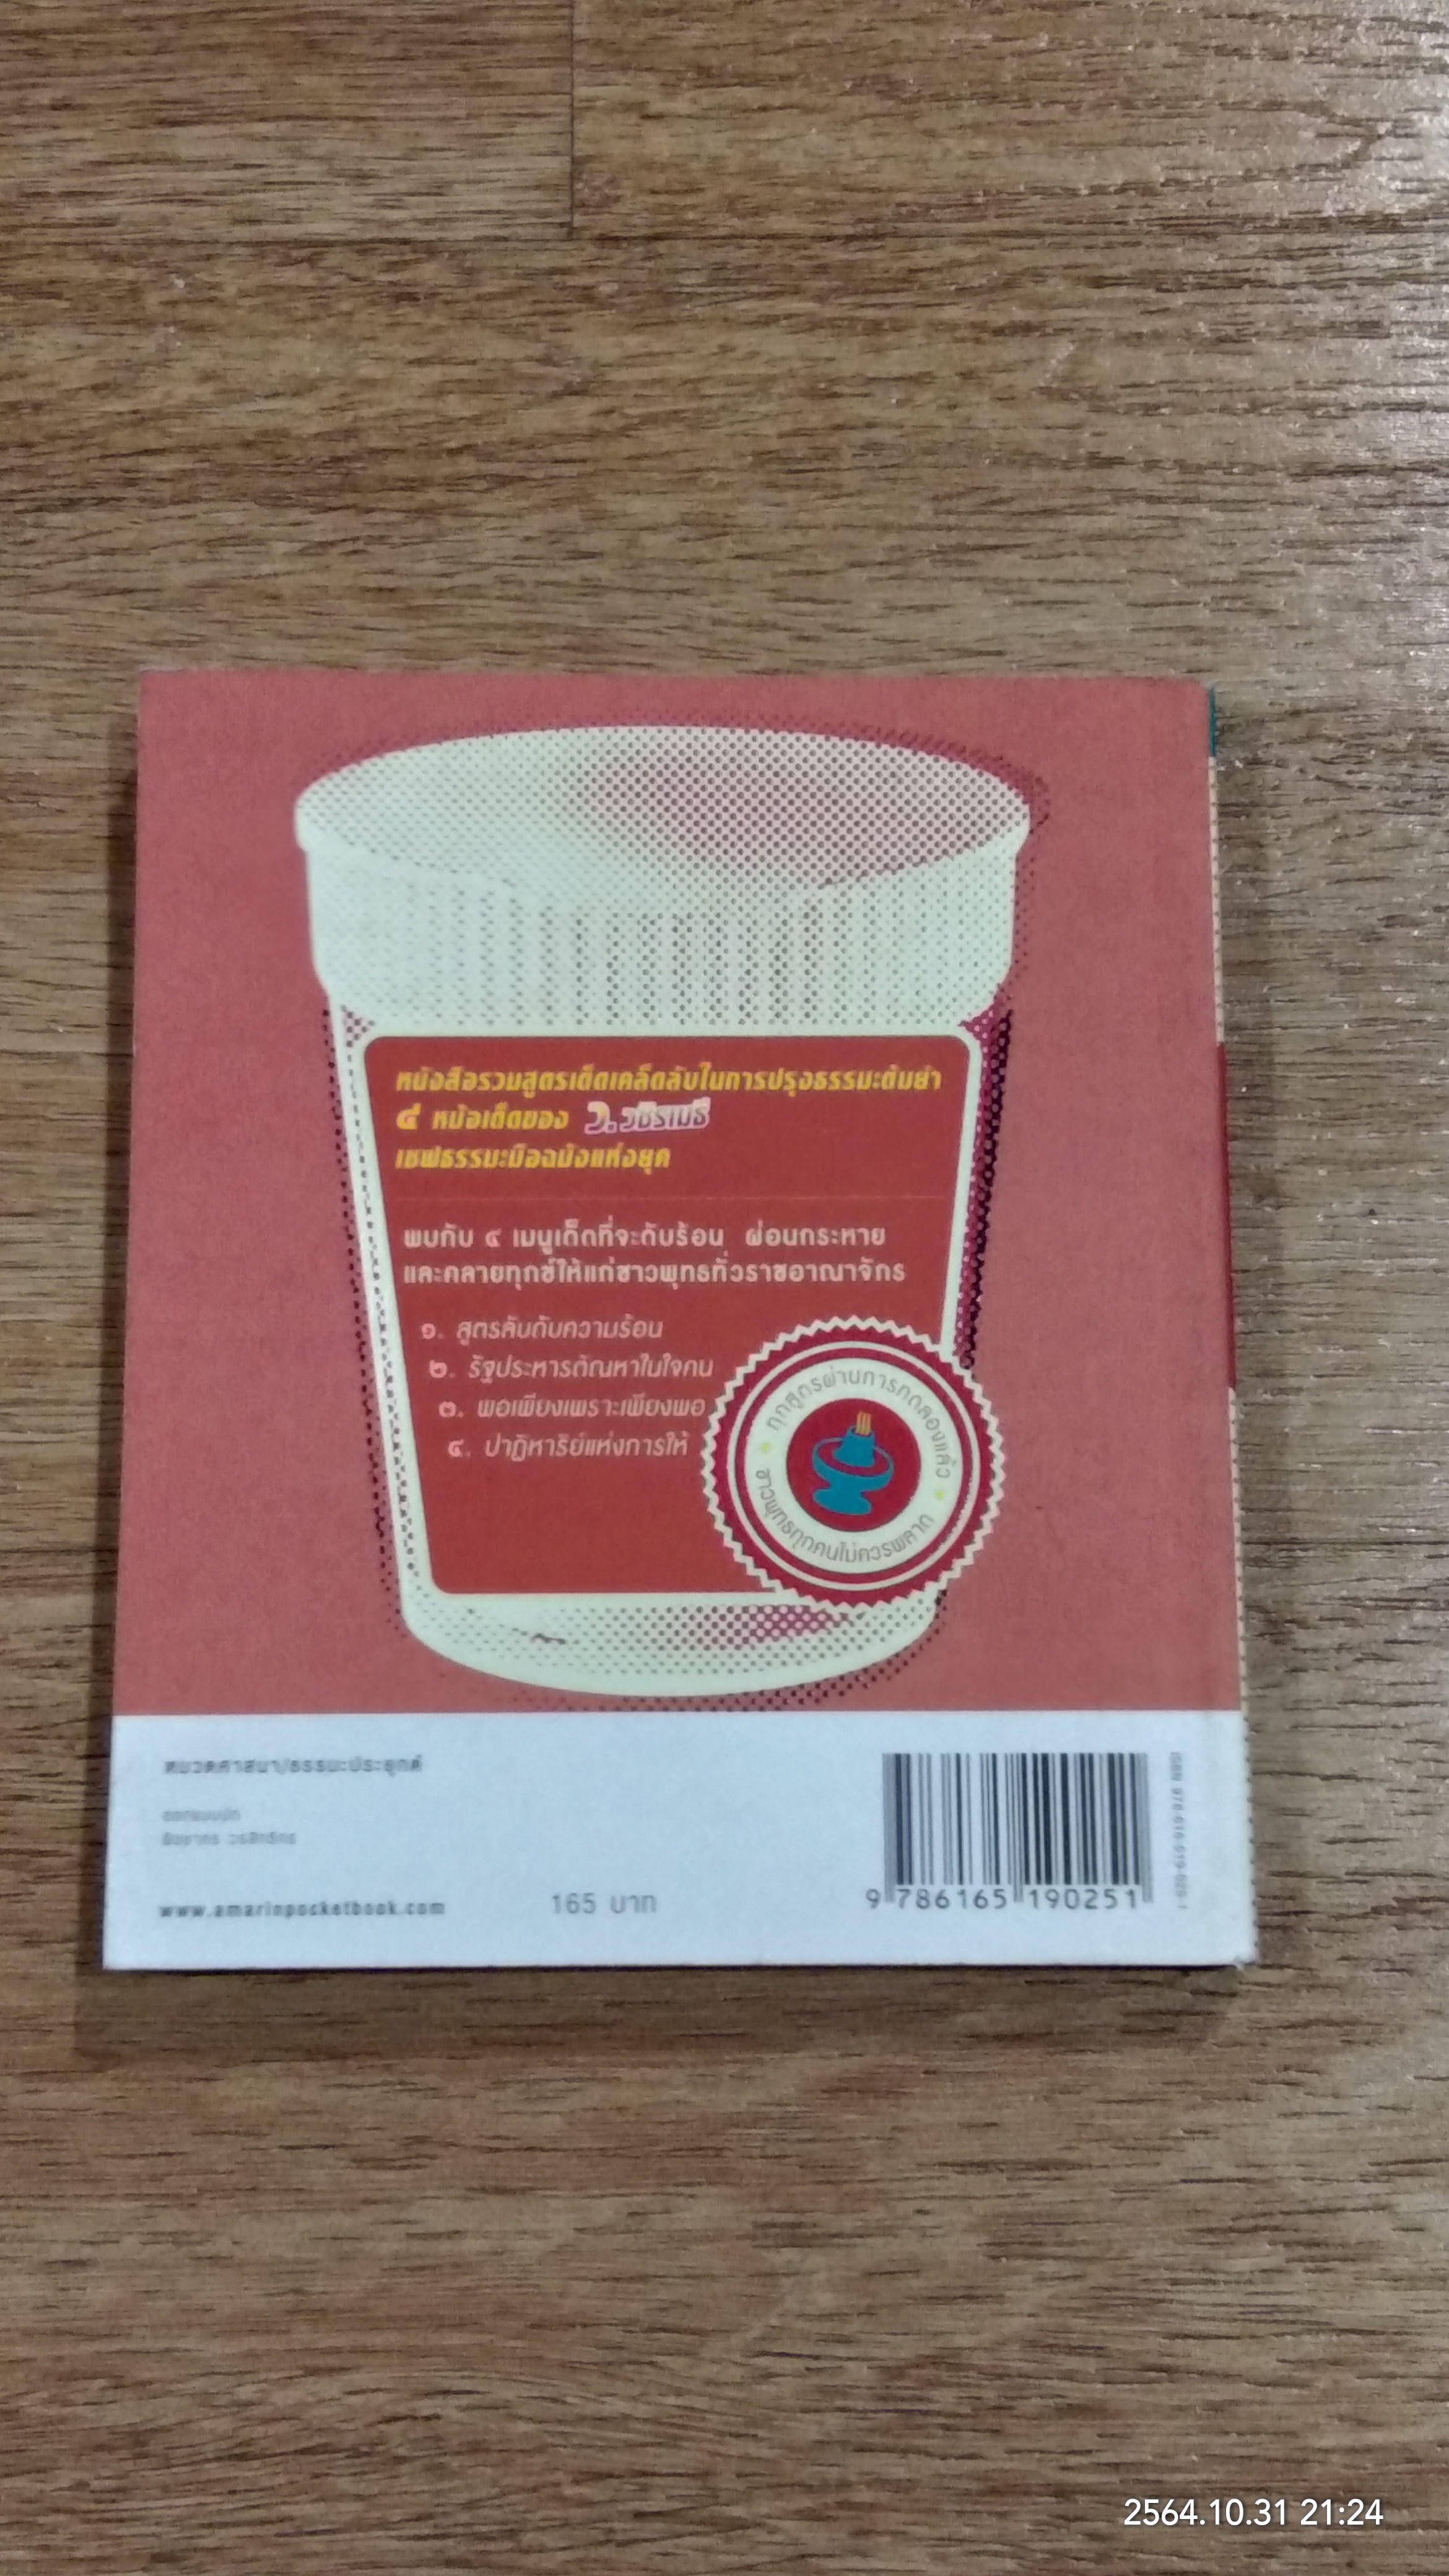 หนังสือรวมสูตรเด็ดเคล็ดลับในการปรุงธรรมะต้มยำ
๔ หม้อเด็ดของ ว.วชิรเมธี
เชฟธรรมะมือฉมังแห่งยุค
พบกับ ๔ เมนูเด็ดที่จะดับร้อน ผ่อนกระหาย
และคลายทุกข์ให้แก่ชาวพุทธทั่วราชอาณาจักร
๑. สูตรลับดับความร้อน
๒. รัฐประหารตัณหาในใจคน
๓. พอเพียงเพราะเพียงพอ
๔. ปาฏิหาริย์แห่งการให้
ทุกสูตรผ่านการทดลองแล้ว
ชาวพุทธทุกคนไม่ควรพลาด
หมวดศาสนา/ธรรมะประยุกต์
ออกแบบปก
www.amarinpocketbook.com
165 บาท
9 786165 190251
ISBN 978-616-519-025-1
2564.10.31 21:24